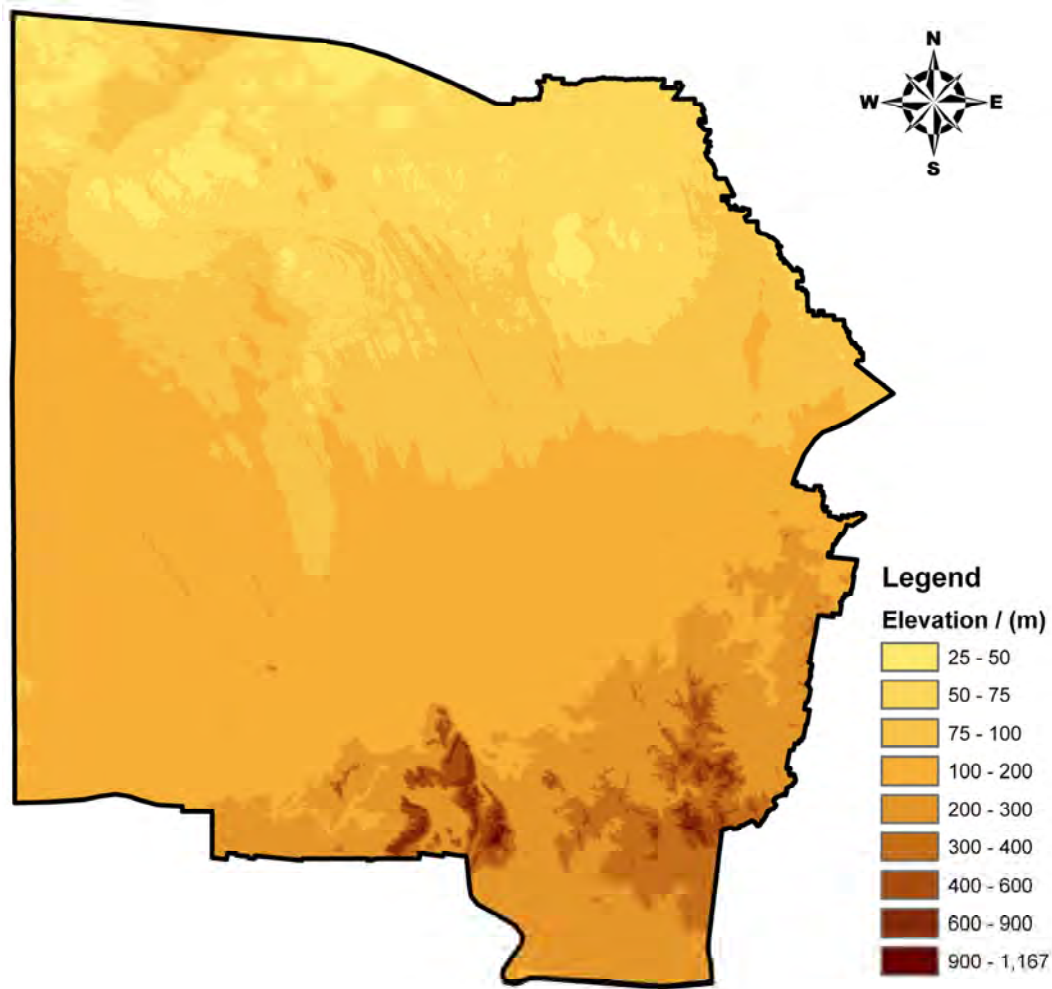 N
W E
S
Legend
Elevation / (m)
25 - 50
50 - 75
75 - 100
100 - 200
200 - 300
300 - 400
400 - 600
600 - 900
900 - 1,167